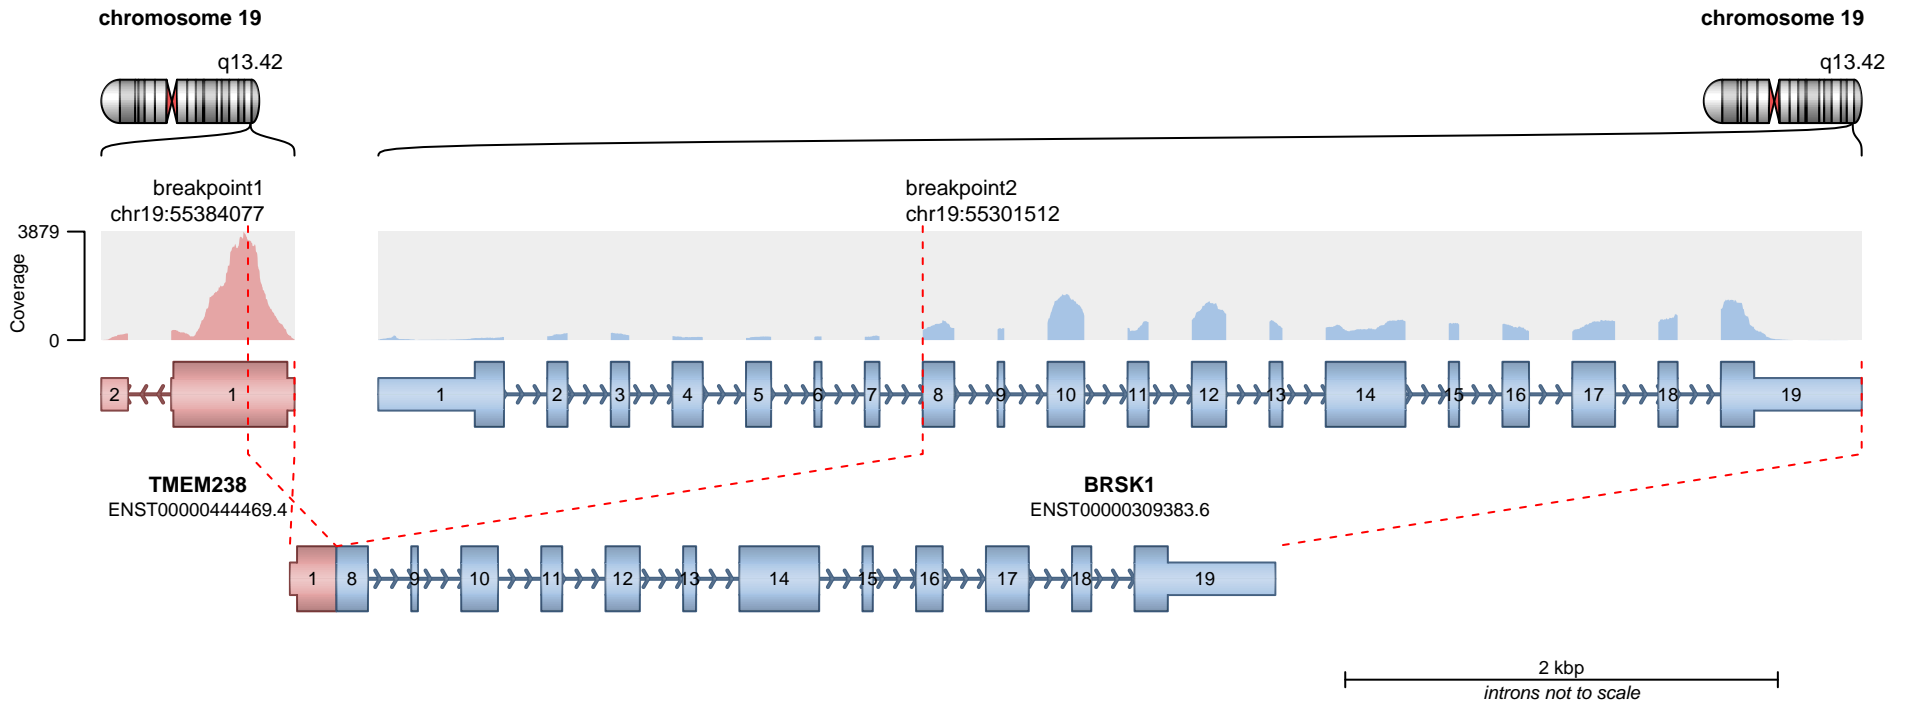 chromosome 19
chromosome 19
q13.42
q13.42
breakpoint1
chr19:55384077
breakpoint2
chr19:55301512
3879
0
Coverage
2 1 1 2 3 4 5 6 7 8 9 10 11 12 13 14 15 16 17 18 19
TMEM238
ENST00000444469.4
BRSK1
ENST00000309383.6
1 8 9 10 11 12 13 14 15 16 17 18 19
2 kbp
introns not to scale